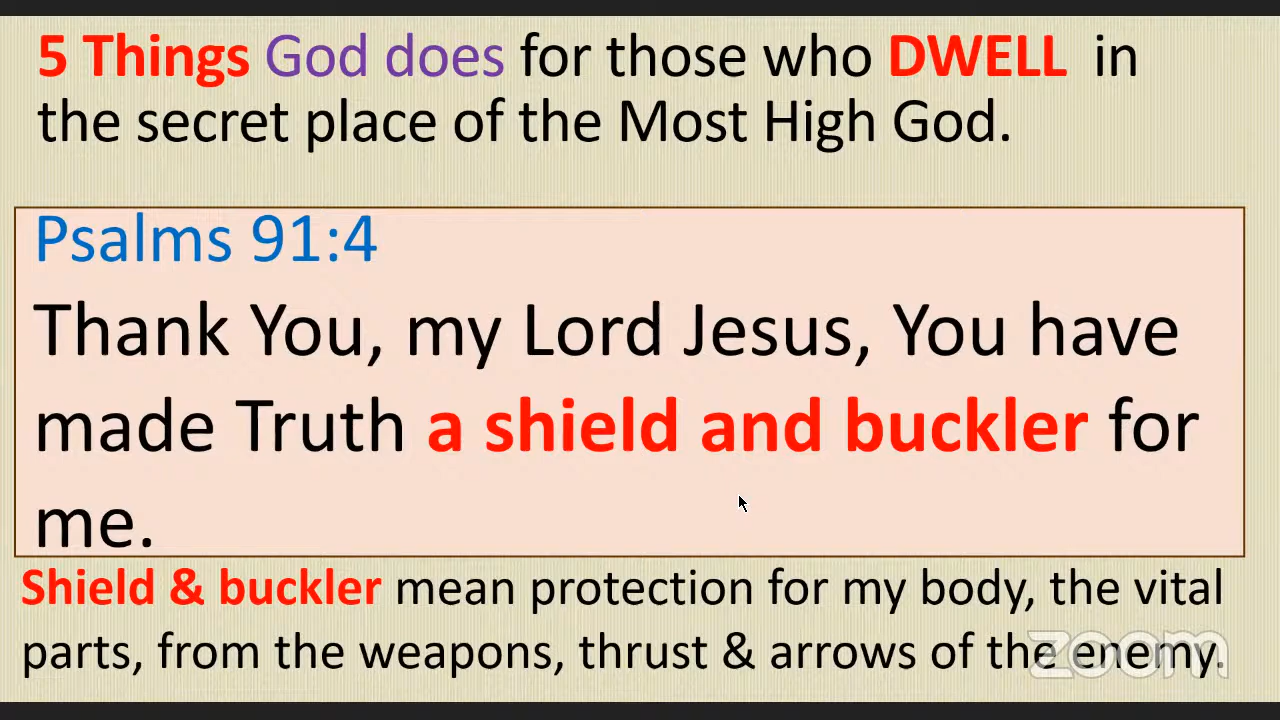 5 Things God does for those who DWELL in
the secret place of the Most High God.
Psalms 91:4
Thank You, my Lord Jesus, You have
made Truth a shield and buckler for
me.
Shield & buckler mean protection for my body, the vital
parts, from the weapons, thrust & arrows of the enemy.
zoom